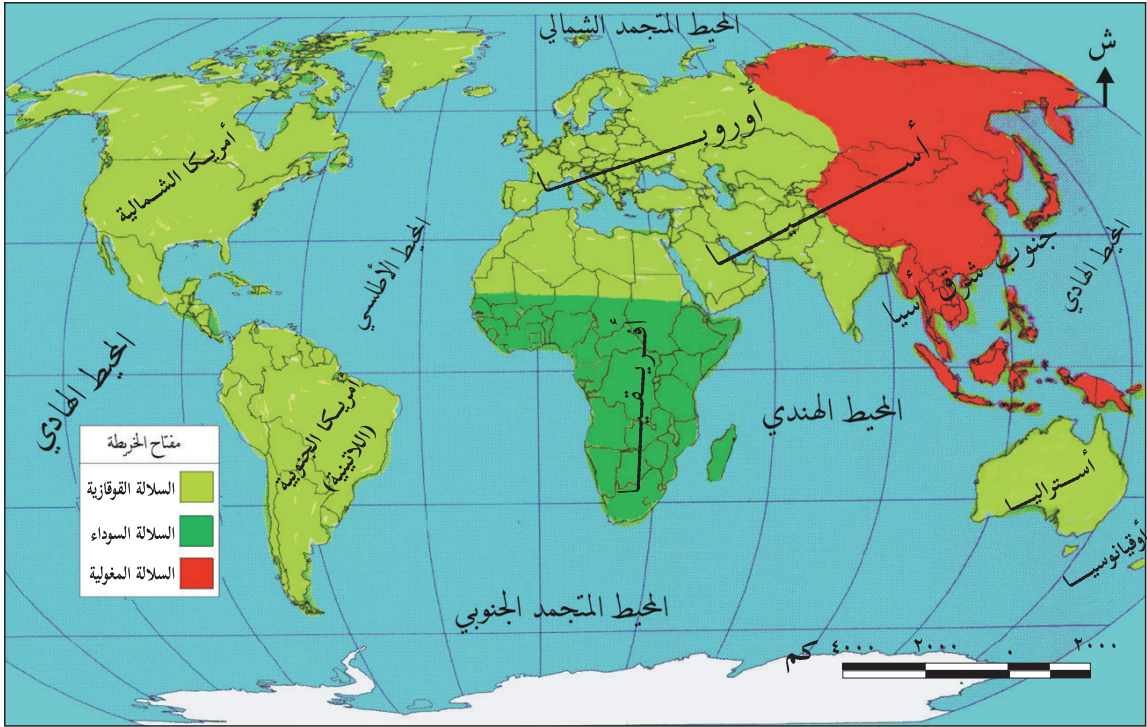 المحيط المتجمد الشمالي
ش
أوروبا
أسيا
أمريكا الشمالية
المحيط الأطلسي
جنوب شرق أسيا
المحيط الهادي
أفريقيا
المحيط الهادي
المحيط الهندي
أمريكا الجنوبية
(اللاتينية)
أستراليا
أوقيانوسيا
مفتاح الخريطة
السلالة القوقازية
السلالة السوداء
السلالة المغولية
المحيط المتجمد الجنوبي
كم ٤٠٠٠ ٢٠٠٠ ٠ ٢٠٠٠